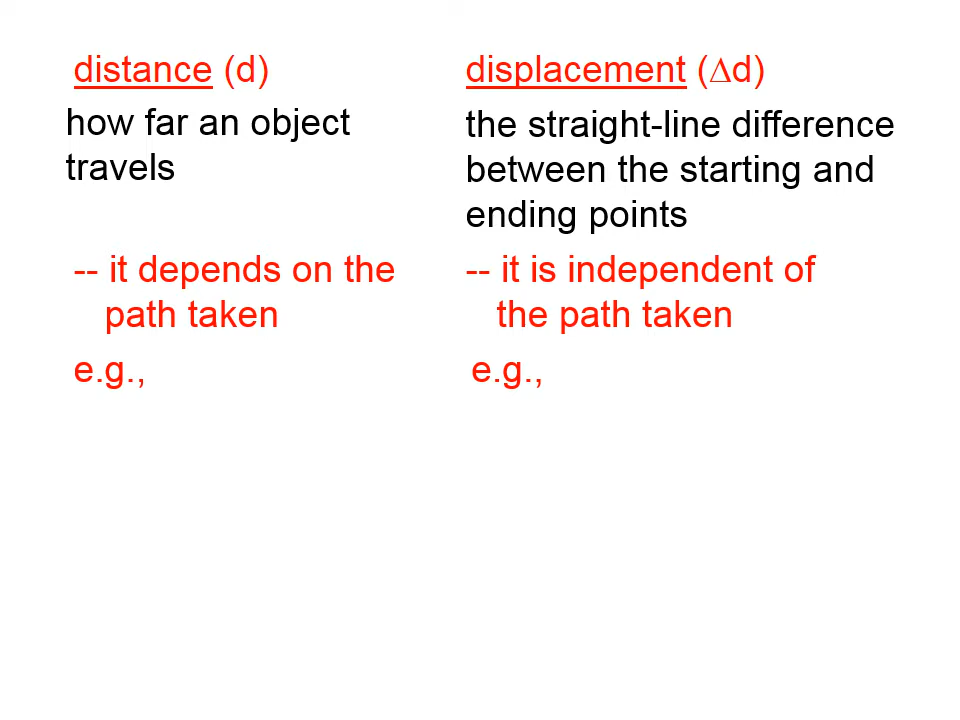 distance (d)
how far an object
travels
-- it depends on the
path taken
e.g.,
displacement (∆d)
the straight-line difference
between the starting and
ending points
-- it is independent of
the path taken
e.g.,